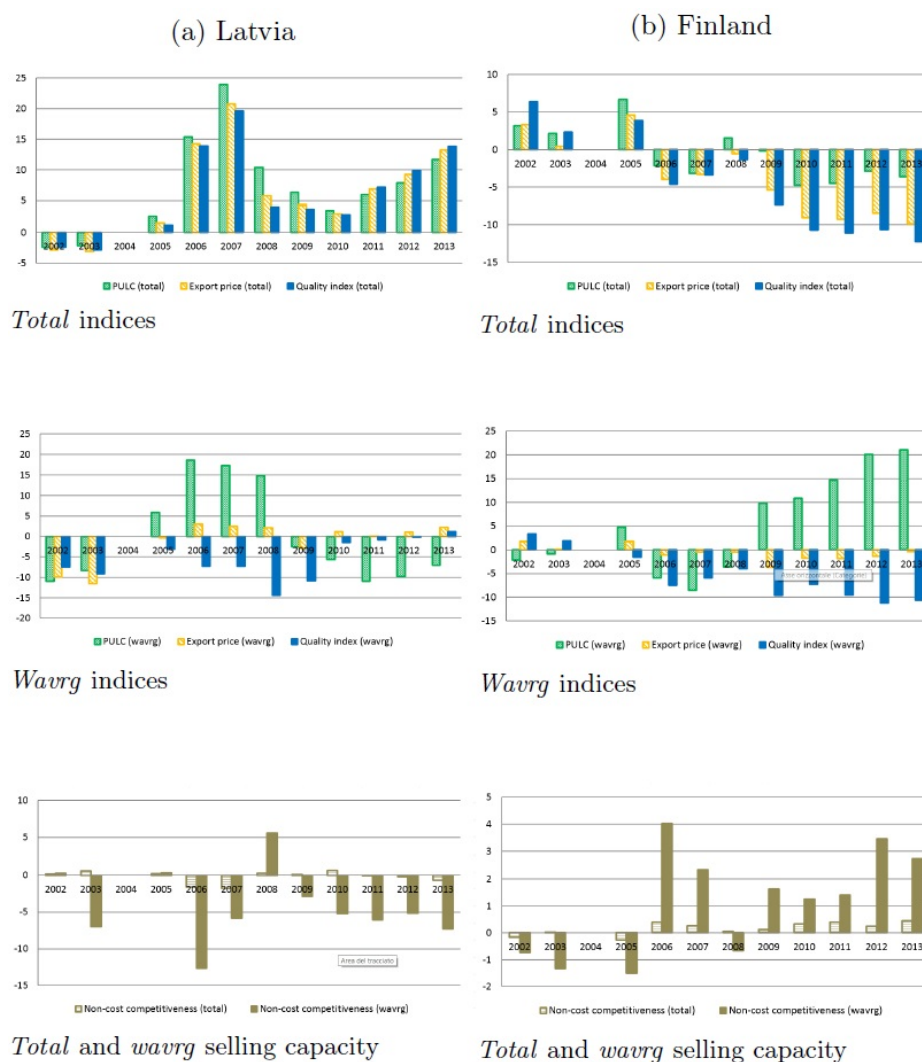 (a) Latvia
(b) Finland
25
20
15
10
5
0
-5
2002 2003 2004 2005 2006 2007 2008 2009 2010 2011 2012 2013
PULC (total) Export price (total) Quality index (total)
Total indices
10
5
0
-5
-10
-15
2002 2003 2004 2005 2006 2007 2008 2009 2010 2011 2012 2013
PULC (total) Export price (total) Quality index (total)
Total indices
25
20
15
10
5
0
-5
-10
-15
-20
2002 2003 2004 2005 2006 2007 2008 2009 2010 2011 2012 2013
PULC (wavrg) Export price (wavrg) Quality index (wavrg)
Wavrg indices
25
20
15
10
5
0
-5
-10
-15
2002 2003 2004 2005 2006 2007 2008 2009 2010 2011 2012 2013
Asse orizzontale (Categorie)
PULC (wavrg) Export price (wavrg) Quality index (wavrg)
Wavrg indices
10
5
0
-5
-10
-15
2002 2003 2004 2005 2006 2007 2008 2009 2010 2011 2012 2013
Area del tracciato
Non-cost competitiveness (total) Non-cost competitiveness (wavrg)
Total and wavrg selling capacity
5
4
3
2
1
0
-1
-2
2002 2003 2004 2005 2006 2007 2008 2009 2010 2011 2012 2013
Non-cost competitiveness (total) Non-cost competitiveness (wavrg)
Total and wavrg selling capacity